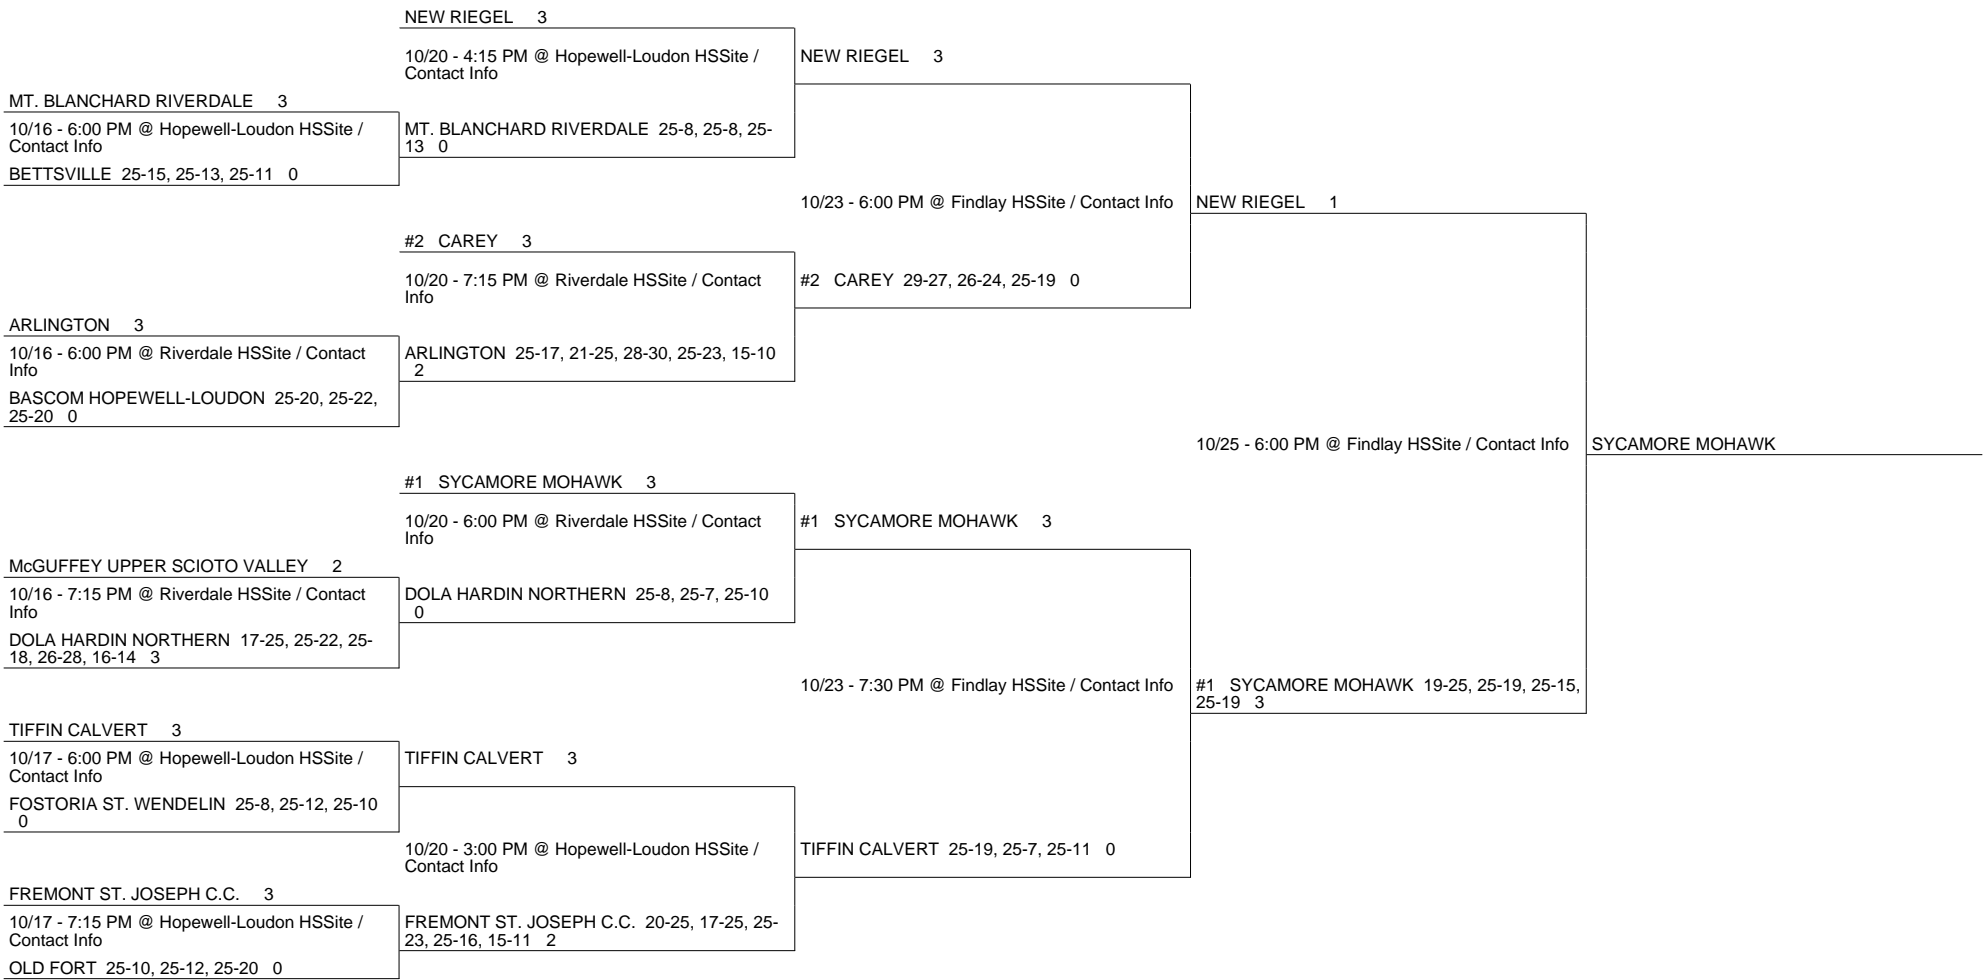 NEW RIEGEL 3
10/20 - 4:15 PM @ Hopewell-Loudon HSSite /
Contact Info
NEW RIEGEL 3
MT. BLANCHARD RIVERDALE 3
10/16 - 6:00 PM @ Hopewell-Loudon HSSite /
Contact Info
MT. BLANCHARD RIVERDALE 25-8, 25-8, 25-
13 0
BETTSVILLE 25-15, 25-13, 25-11 0
10/23 - 6:00 PM @ Findlay HSSite / Contact Info
NEW RIEGEL 1
#2 CAREY 3
10/20 - 7:15 PM @ Riverdale HSSite / Contact
Info
#2 CAREY 29-27, 26-24, 25-19 0
ARLINGTON 3
10/16 - 6:00 PM @ Riverdale HSSite / Contact
Info
ARLINGTON 25-17, 21-25, 28-30, 25-23, 15-10
2
BASCOM HOPEWELL-LOUDON 25-20, 25-22,
25-20 0
10/25 - 6:00 PM @ Findlay HSSite / Contact Info
SYCAMORE MOHAWK
#1 SYCAMORE MOHAWK 3
10/20 - 6:00 PM @ Riverdale HSSite / Contact
Info
#1 SYCAMORE MOHAWK 3
McGUFFEY UPPER SCIOTO VALLEY 2
10/16 - 7:15 PM @ Riverdale HSSite / Contact
Info
DOLA HARDIN NORTHERN 25-8, 25-7, 25-10
0
DOLA HARDIN NORTHERN 17-25, 25-22, 25-
18, 26-28, 16-14 3
10/23 - 7:30 PM @ Findlay HSSite / Contact Info
#1 SYCAMORE MOHAWK 19-25, 25-19, 25-15,
25-19 3
TIFFIN CALVERT 3
10/17 - 6:00 PM @ Hopewell-Loudon HSSite /
Contact Info
TIFFIN CALVERT 3
FOSTORIA ST. WENDELIN 25-8, 25-12, 25-10
0
10/20 - 3:00 PM @ Hopewell-Loudon HSSite /
Contact Info
TIFFIN CALVERT 25-19, 25-7, 25-11 0
FREMONT ST. JOSEPH C.C. 3
10/17 - 7:15 PM @ Hopewell-Loudon HSSite /
Contact Info
FREMONT ST. JOSEPH C.C. 20-25, 17-25, 25-
23, 25-16, 15-11 2
OLD FORT 25-10, 25-12, 25-20 0